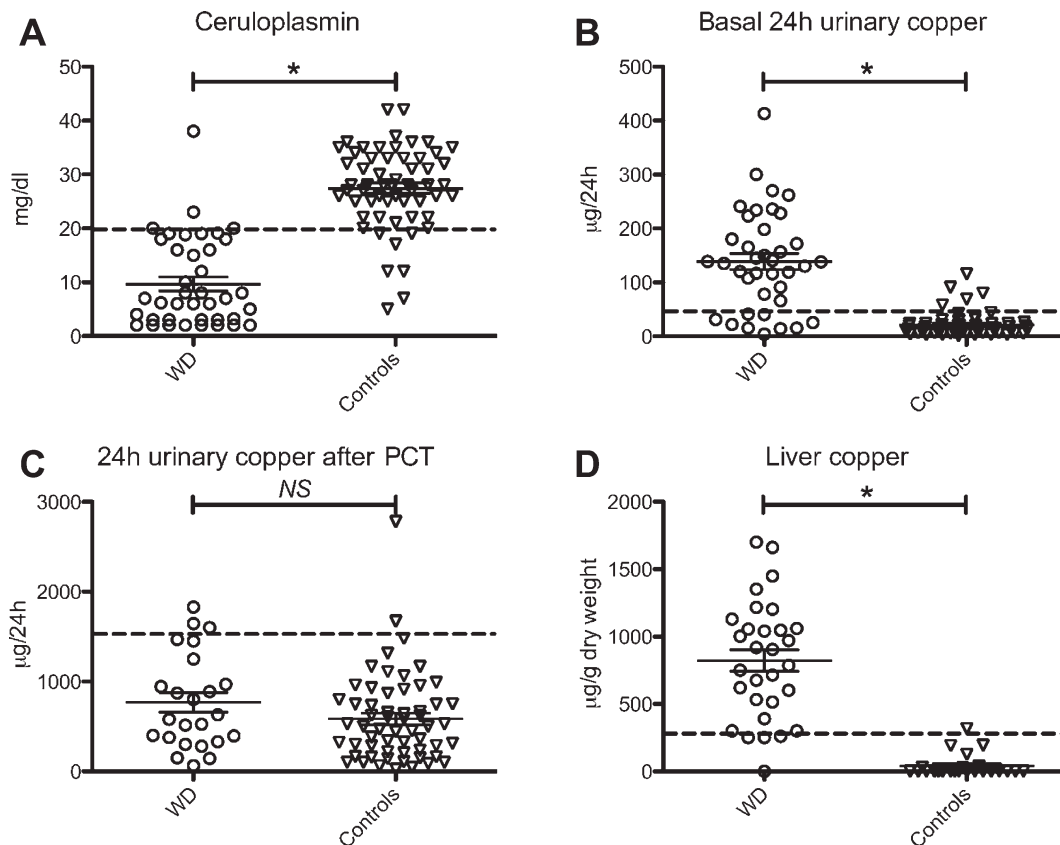 A
Ceruloplasmin
*
50
40
30
20
10
0
mg/dl
WD
Controls
B
Basal 24h urinary copper
*
500
400
300
200
100
0
µg/24h
WD
Controls
C
24h urinary copper after PCT
NS
3000
2000
1000
0
µg/24h
WD
Controls
D
Liver copper
*
2000
1500
1000
500
0
µg/g dry weight
WD
Controls